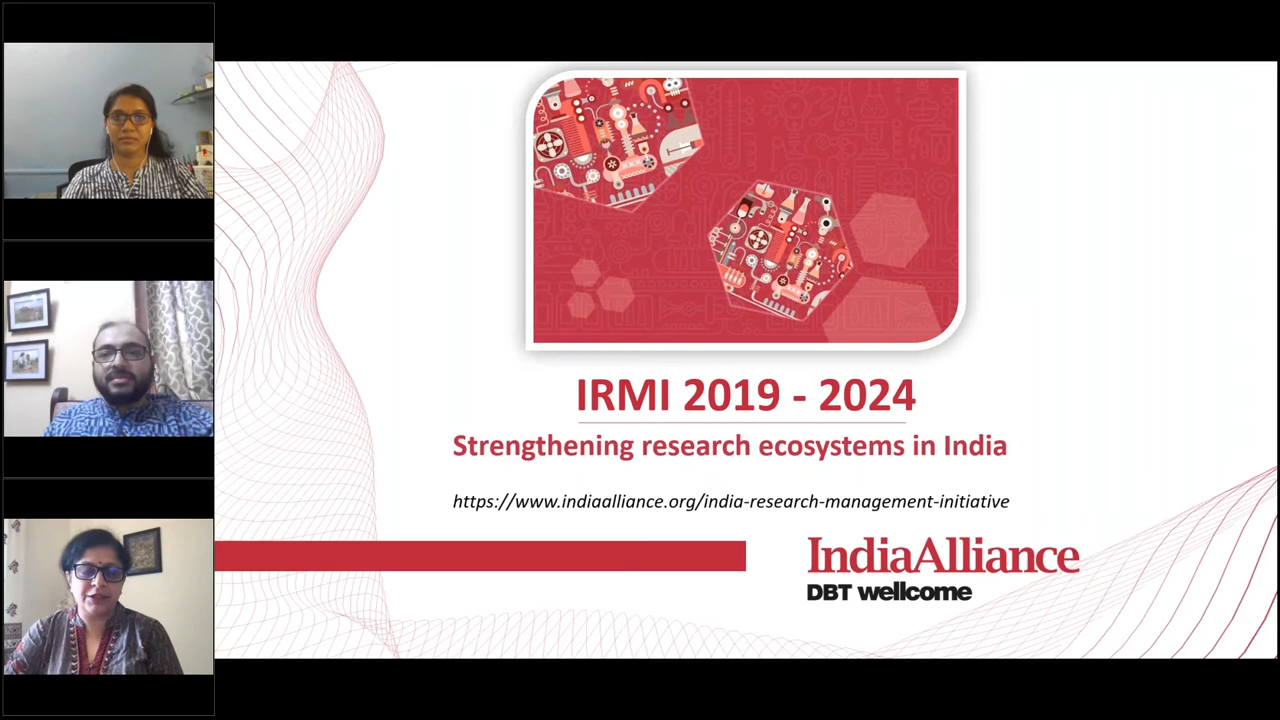 IRMI 2019 - 2024
Strengthening research ecosystems in India
https://www.indiaalliance.org/india-research-management-initiative
IndiaAlliance
DBT wellcome